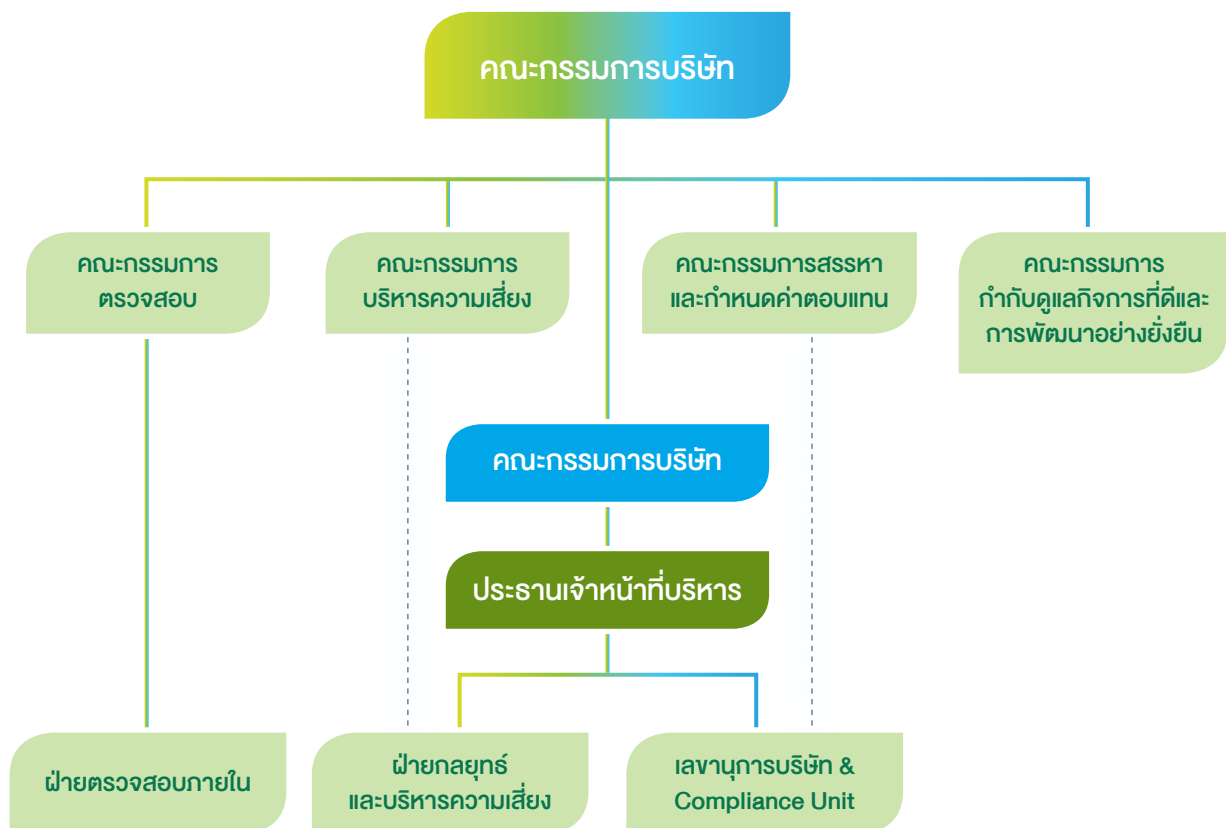 คณะกรรมการบริษัท
คณะกรรมการ
ตรวจสอบ
คณะกรรมการ
บริหารความเสี่ยง
คณะกรรมการสรรหา
และกำหนดค่าตอบแทน
คณะกรรมการ
กำกับดูแลกิจการที่ดีและ
การพัฒนาอย่างยั่งยืน
คณะกรรมการบริษัท
ประธานเจ้าหน้าที่บริหาร
ฝ่ายตรวจสอบภายใน
ฝ่ายกลยุทธ์
และบริหารความเสี่ยง
เลขานุการบริษัท &
Compliance Unit